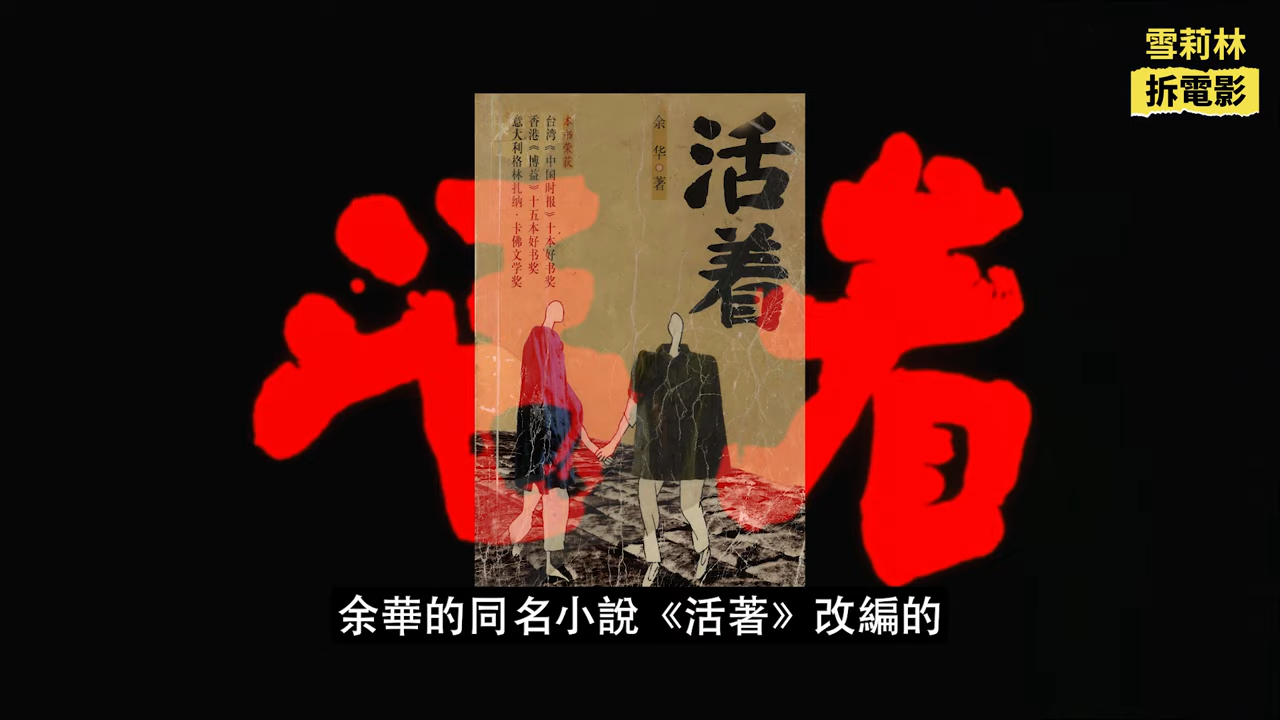 雪莉林
拆電影
活着
余华 著
本书荣获
台湾《中国时报》十本好书奖
香港《博益》十五本好书奖
意大利格林扎纳·卡佛文学奖
活着
余華的同名小說《活著》改編的